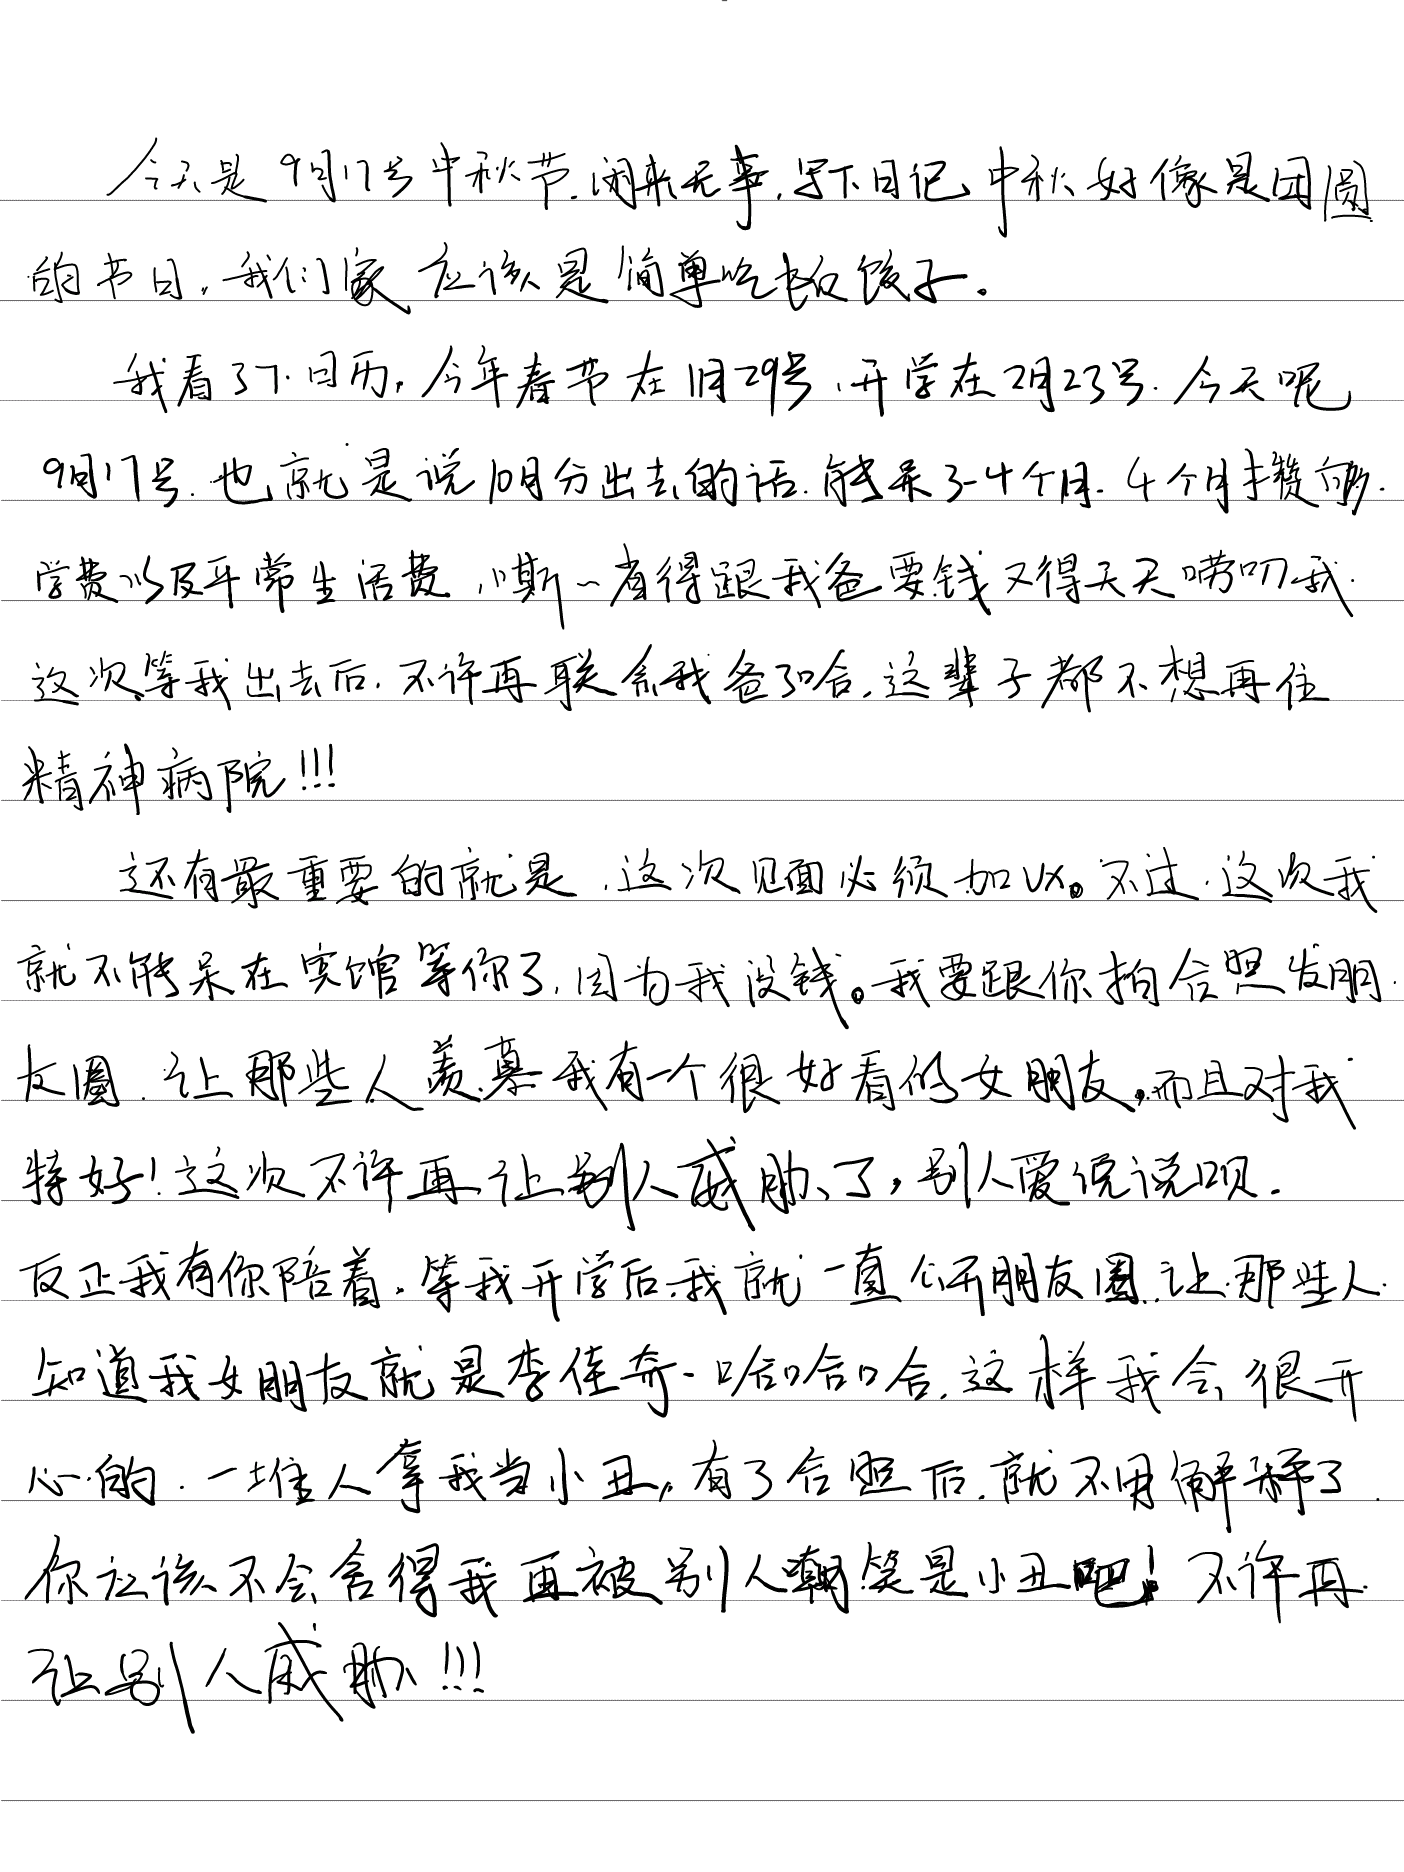 今天是9月17号中秋节.闲来无事,写下日记,中秋好像是团圆
的节日,我们家应该是简单吃饺子。
我看了下日历,今年春节在1月29号,开学在2月23号.今天呢
9月17号.也就是说10月分出去的话.能呆3-4个月.4个月攒够
学费以及平常生活费,嘶~省得跟我爸要钱又得天天唠叨我.
这次等我出去后.不许再联系我爸了哈,这辈子都不想再住
精神病院!!!
还有最重要的就是,这次见面必须加vx。不过,这次我
就不能呆在宾馆等你了,因为我没钱。我要跟你拍合照发朋
友圈.让那些人羡慕我有一个很好看的女朋友,而且对我
特好!这次不许再让别人威胁了,别人爱说说呗.
反正我有你陪着.等我开学后,我就一直公开朋友圈.让那些人
知道我女朋友就是李佳奇.哈哈哈,这样我会很开
心的.一堆人拿我当小丑,有了合照后.就不用解释了.
你应该不会舍得我再被别人嘲笑是小丑吧!不许再
让别人威胁!!!